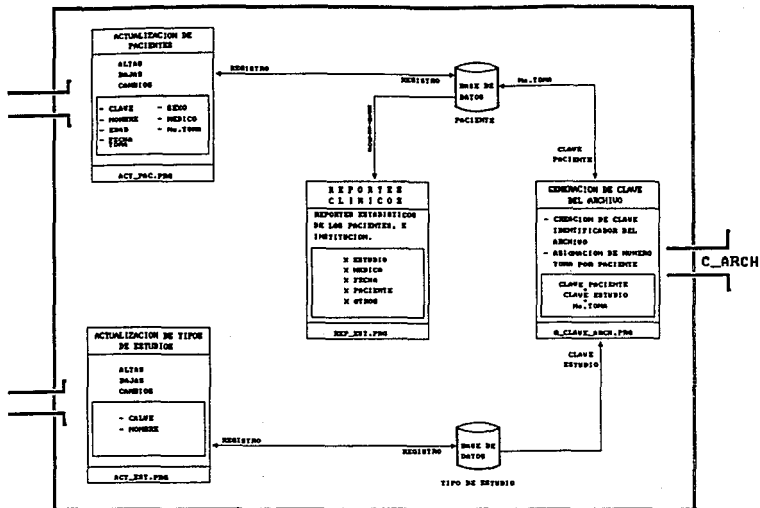 ACTUALIZACION DE
PACIENTES
ALTAS
BAJAS
CAMBIOS
- CLAVE - SEXO
- NOMBRE - MEDICO
- EDAD - No.TOMA
- FECHA
TOMA
ACT_PAC.PRG
REGISTRO
REGISTRO
BASE DE
DATOS
PACIENTE
No.TOMA
CLAVE
PACIENTE
REPORTES
CLINICOS
REPORTES ESTADISTICOS
DE LOS PACIENTES, E
INSTITUCION.
X ESTUDIO
X MEDICO
X FECHA
X PACIENTE
X OTROS
REP_EST.PRG
GENERACION DE CLAVE
DEL ARCHIVO
- CREACION DE CLAVE
IDENTIFICADOR DEL
ARCHIVO
- ASIGNACION DE NUMERO
TOMA POR PACIENTE
CLAVE PACIENTE
+
CLAVE ESTUDIO
+
No.TOMA
G_CLAVE_ARCH.PRG
C_ARCH
CLAVE
ESTUDIO
ACTUALIZACION DE TIPOS
DE ESTUDIOS
ALTAS
BAJAS
CAMBIOS
- CALVE
- NOMBRE
ACT_EST.PRG
REGISTRO
REGISTRO
BASE DE
DATOS
TIPO DE ESTUDIO